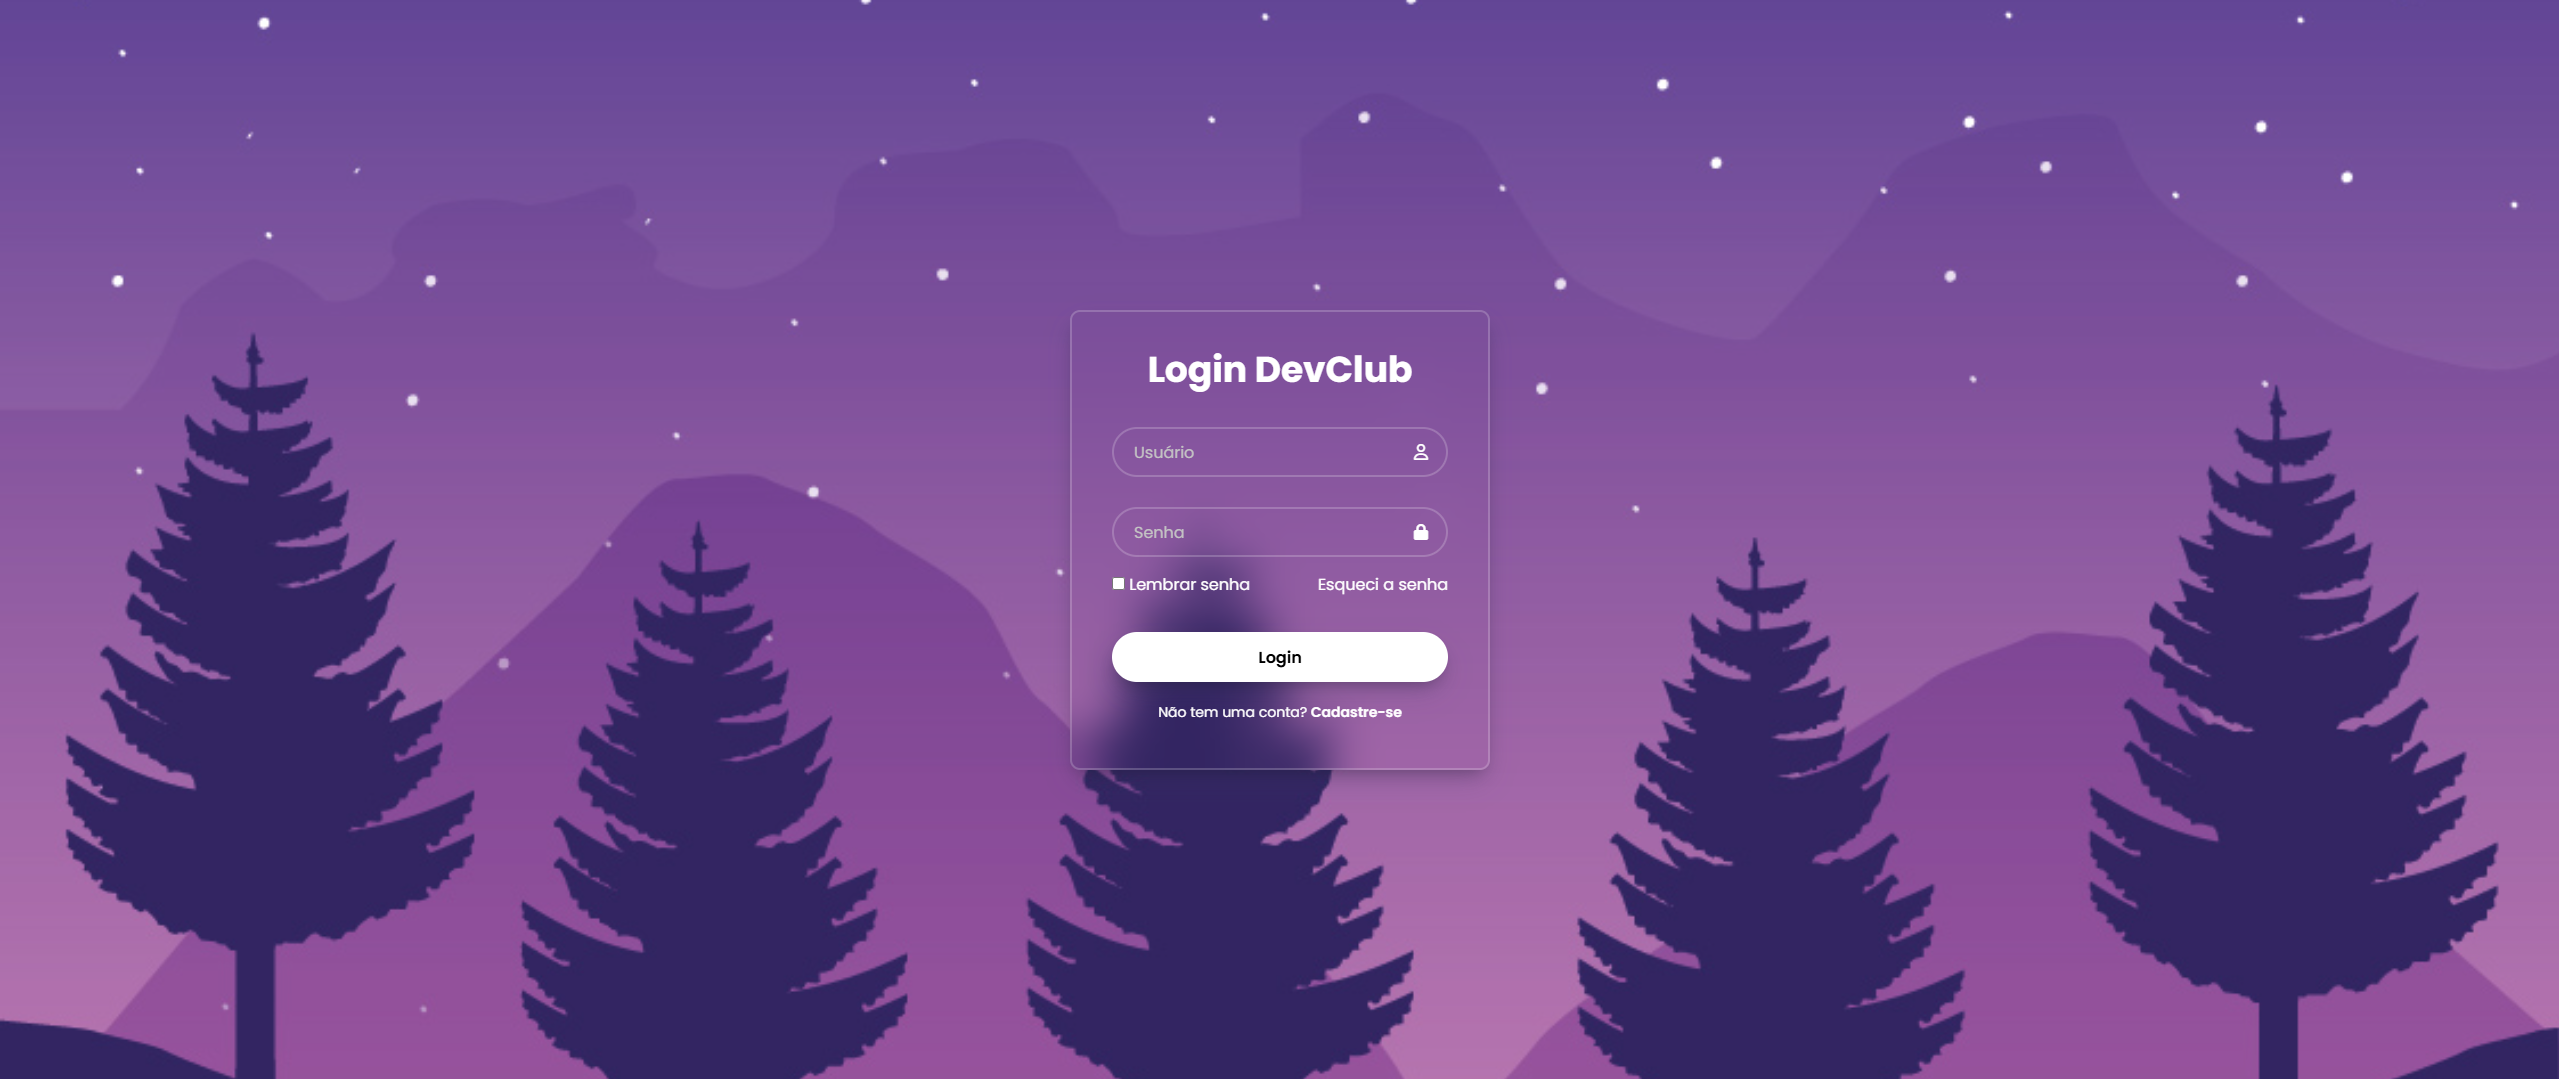 Login DevClub
Usuário
Senha
Lembrar senha Esqueci a senha
Login
Não tem uma conta? Cadastre-se